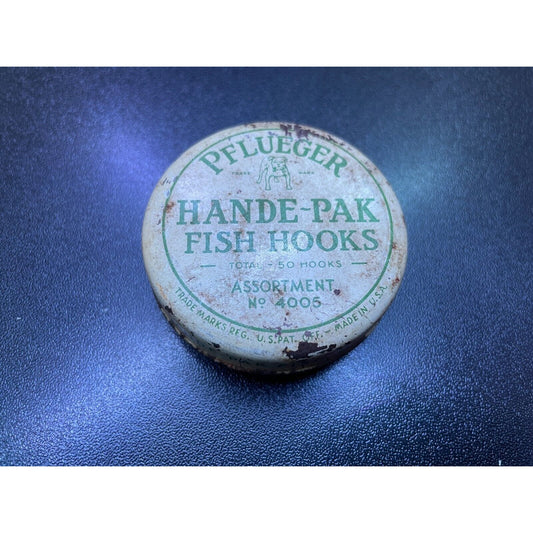 PFLUEGER
TRADE MARK
HANDE-PAK
FISH HOOKS
— TOTAL - 50 HOOKS —
ASSORTMENT
Nº 4005
TRADE MARKS REG. U.S. PAT. OFF. - MADE IN U.S.A.